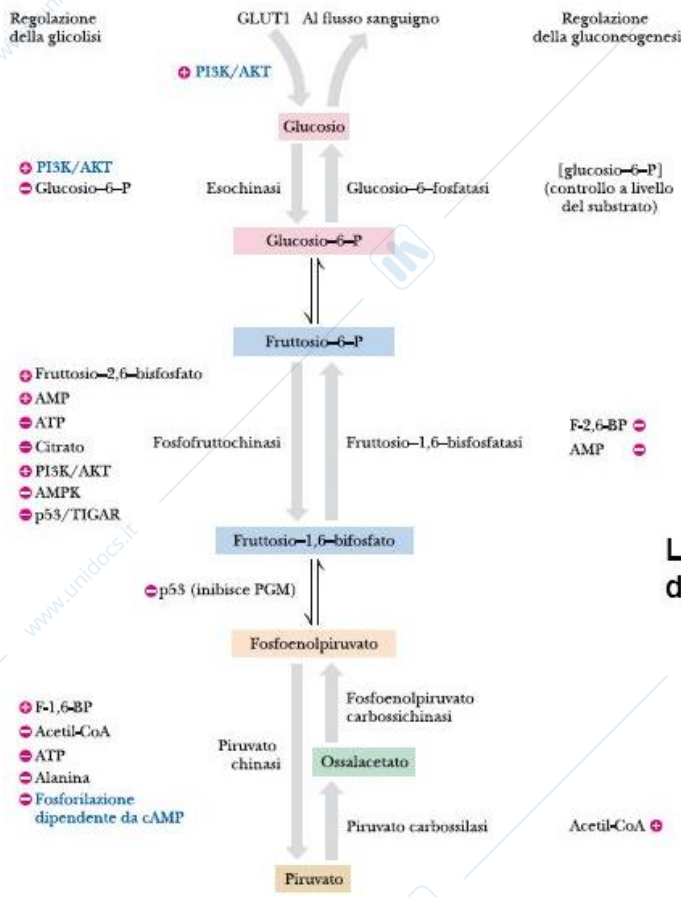 Regolazione
della glicolisi
GLUT1 Al flusso sanguigno
Regolazione
della gluconeogenesi
PI3K/AKT
Glucosio
PI3K/AKT
Glucosio–6–P
Esochinasi
Glucosio–6–fosfatasi
[glucosio–6–P]
(controllo a livello
del substrato)
Glucosio–6–P
Fruttosio–6–P
Fruttosio–2,6–bisfosfato
AMP
ATP
Citrato
PI3K/AKT
AMPK
p53/TIGAR
Fosfofruttochinasi
Fruttosio–1,6–bisfosfatasi
F-2,6-BP
AMP
Fruttosio–1,6–bifosfato
L
d
p53 (inibisce PGM)
Fosfoenolpiruvato
F-1,6-BP
Acetil-CoA
ATP
Alanina
Fosforilazione
dipendente da cAMP
Piruvato
chinasi
Fosfoenolpiruvato
carbossichinasi
Ossalacetato
Piruvato carbossilasi
Acetil-CoA
Piruvato
www.unidocs.it